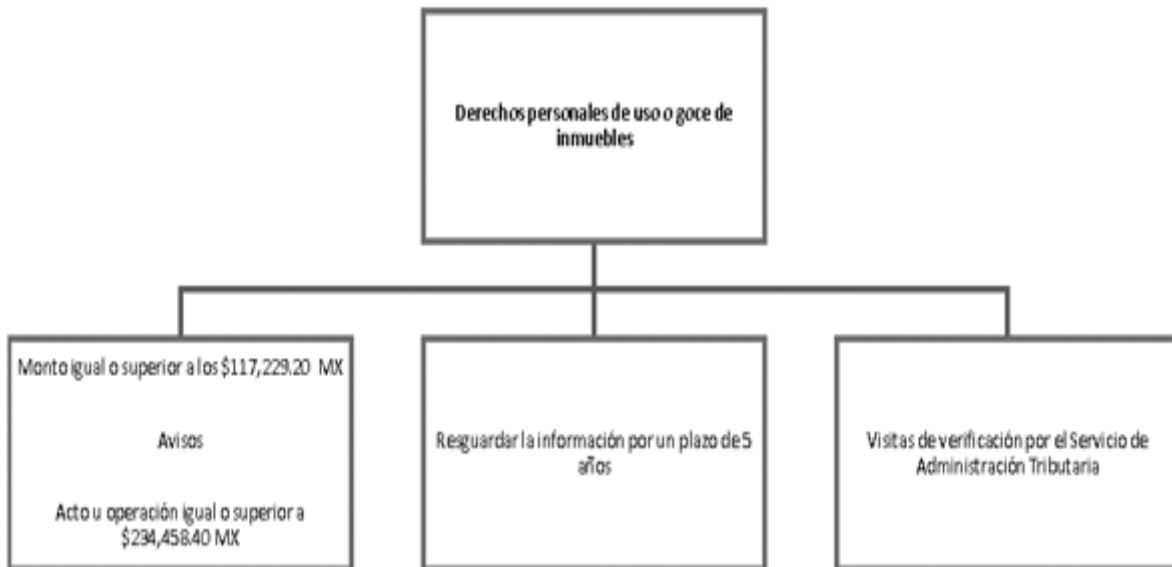 Derechos personales de uso o goce de
inmuebles
Monto igual o superior a los $117,229.20 MX
Avisos
Acto u operación igual o superior a
$234,458.40 MX
Resguardar la información por un plazo de 5
años
Visitas de verificación por el Servicio de
Administración Tributaria